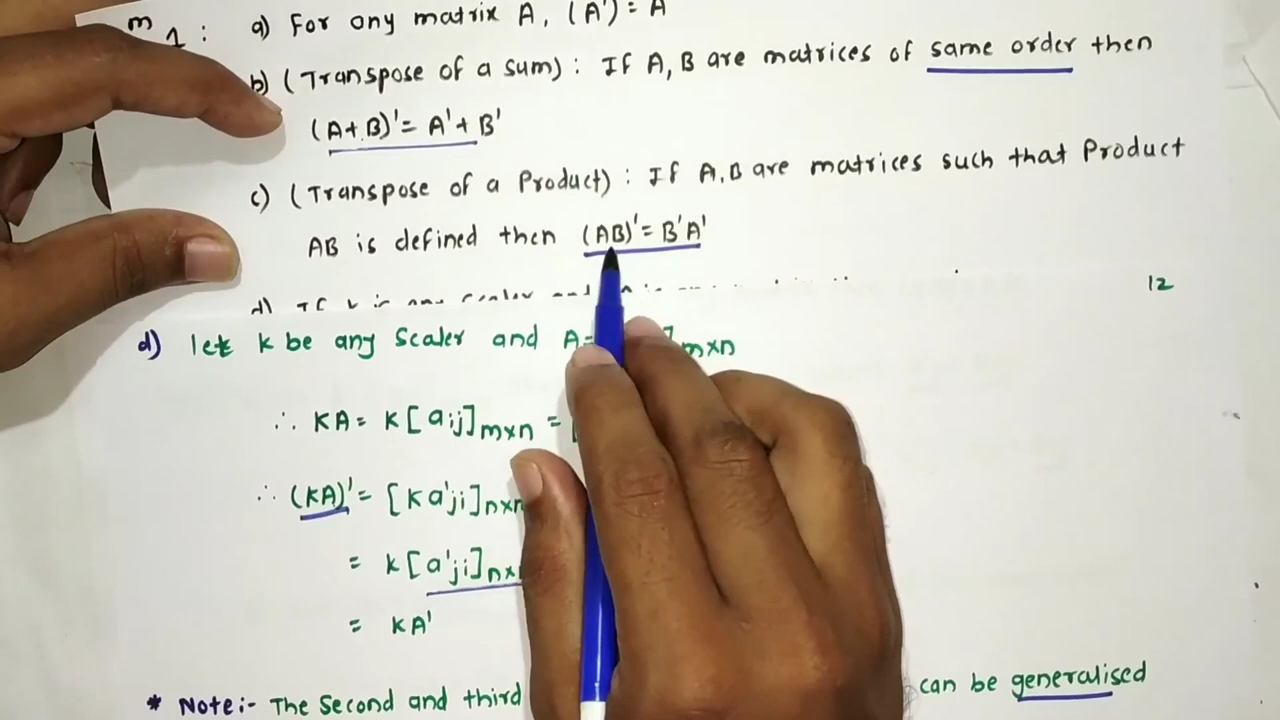 m 1 : a) For any matrix A, (A')' = A
b) (Transpose of a sum) : If A, B are matrices of same order then
(A+B)' = A' + B'
c) (Transpose of a Product) : If A, B are matrices such that Product
AB is defined then (AB)' = B'A'
12
d) let k be any Scaler and A= ]m×n
∴ KA = K[aij]m×n =
∴ (KA)' = [Ka'ji]n×
= k[a'ji]n×
= KA'
* Note:- The Second and third can be generalised